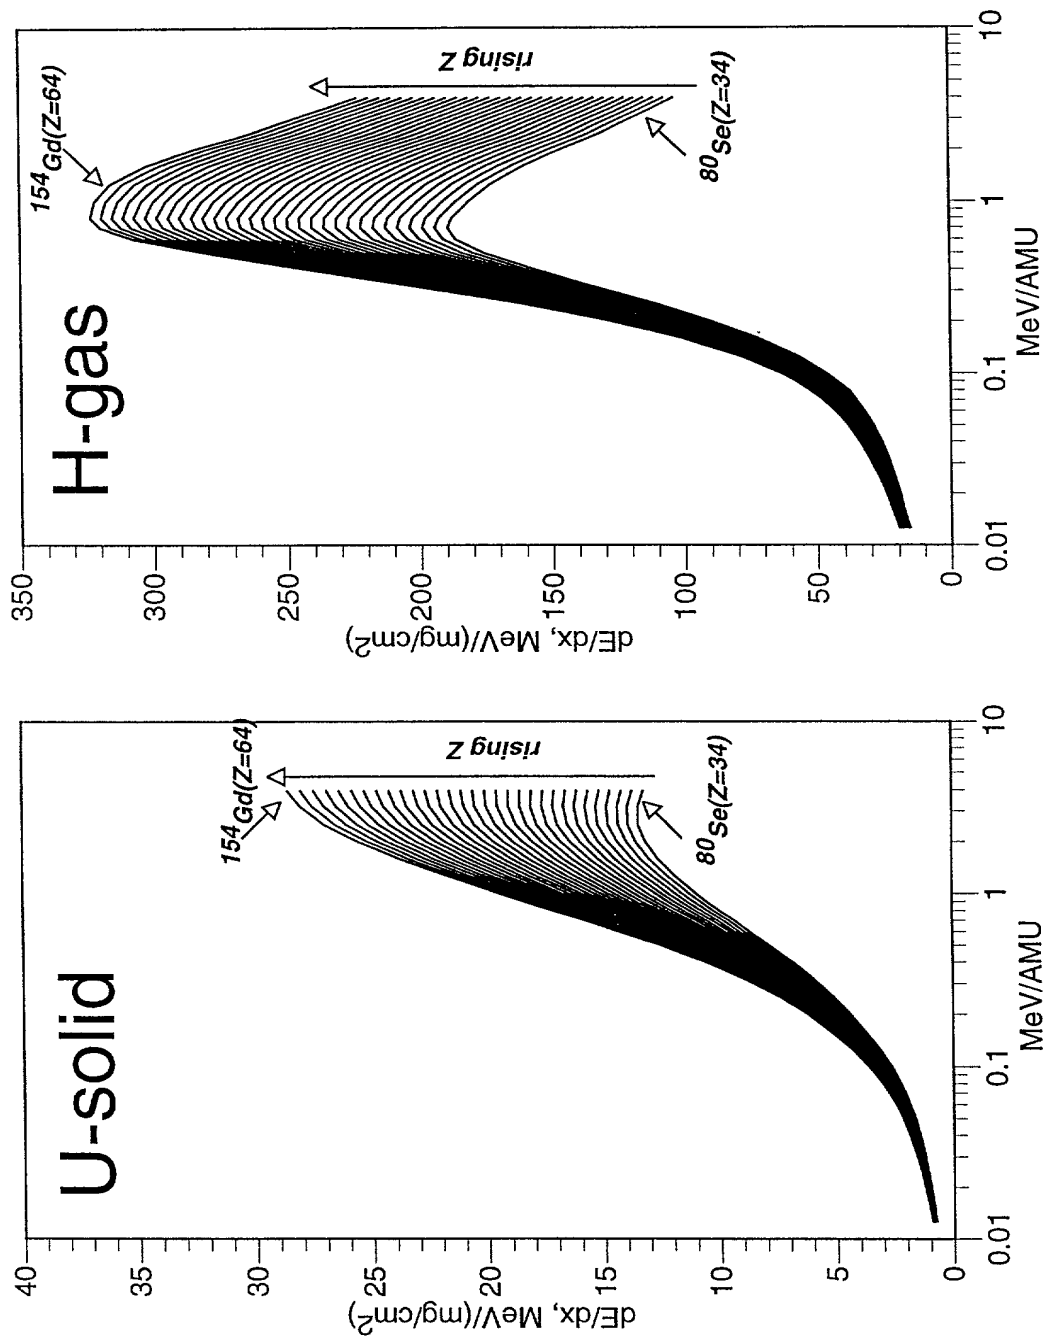 U-solid
40
35
30
25
20
15
10
5
0
dE/dx, MeV/(mg/cm2)
0.01
0.1
1
10
MeV/AMU
154Gd(Z=64)
rising Z
80Se(Z=34)
H-gas
350
300
250
200
150
100
50
0
dE/dx, MeV/(mg/cm2)
0.01
0.1
1
10
MeV/AMU
154Gd(Z=64)
rising Z
80Se(Z=34)